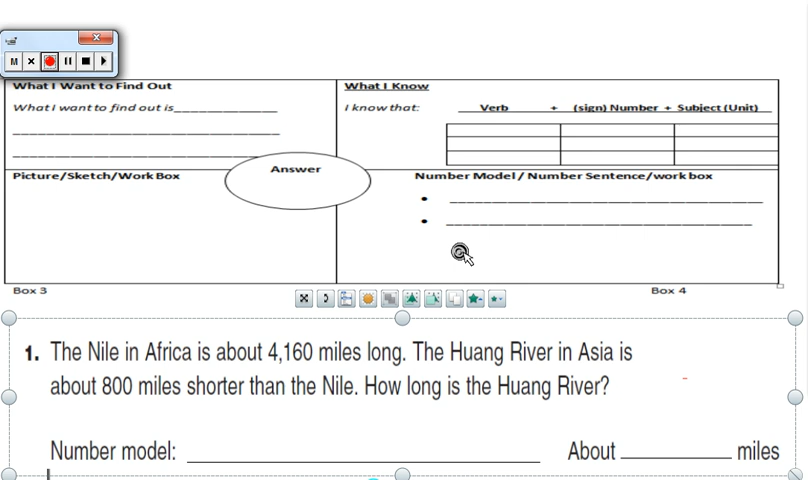 M
What I Want to Find Out
What I want to find out is_______________
What I Know
I know that: Verb + (sign) Number + Subject (Unit)
Answer
Picture/Sketch/Work Box
Number Model / Number Sentence/work box
Box 3
Box 4
1. The Nile in Africa is about 4,160 miles long. The Huang River in Asia is
about 800 miles shorter than the Nile. How long is the Huang River?
Number model: ______________ About ________ miles